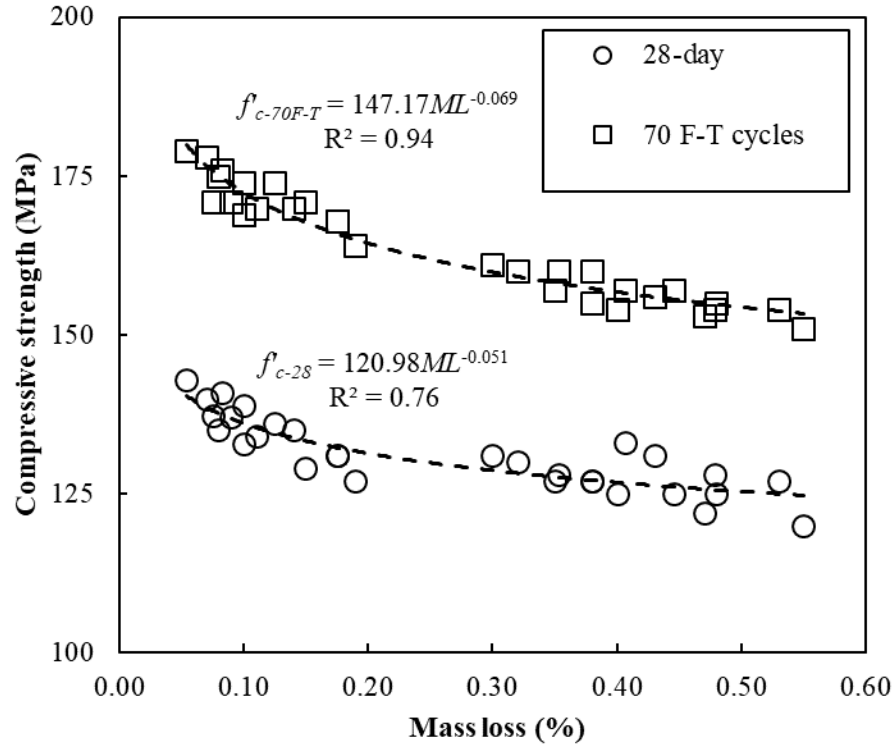 200
175
150
125
100
Compressive strength (MPa)
28-day
70 F-T cycles
f'c-70F-T = 147.17ML-0.069
R² = 0.94
f'c-28 = 120.98ML-0.051
R² = 0.76
0.00 0.10 0.20 0.30 0.40 0.50 0.60
Mass loss (%)